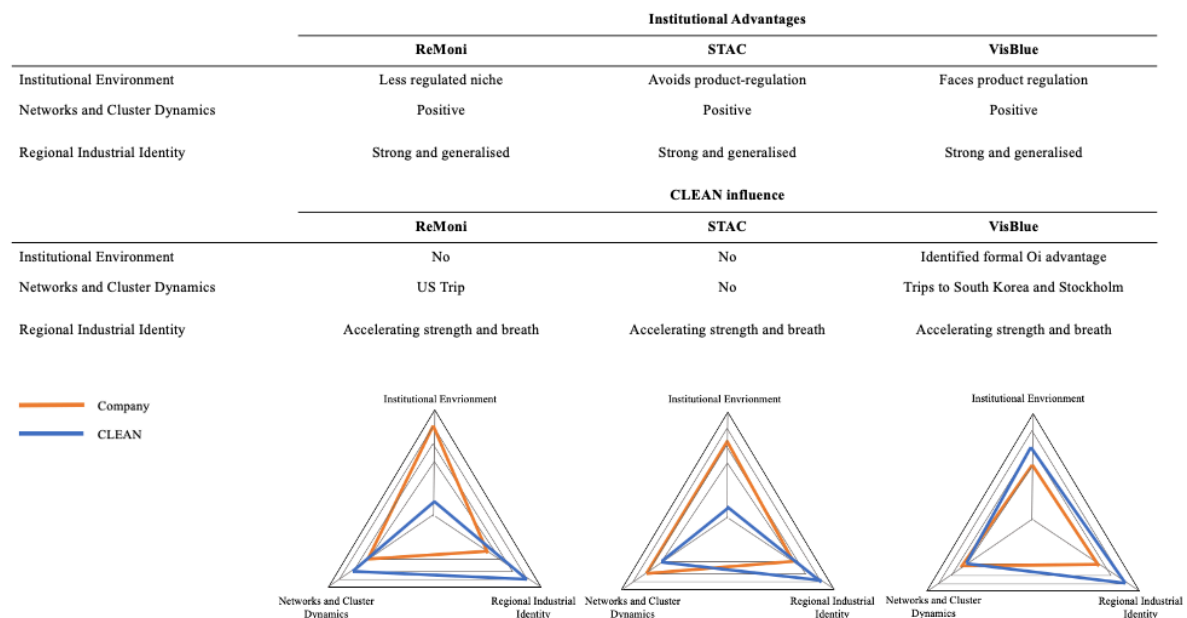 Institutional Advantages
ReMoni STAC VisBlue
Institutional Environment Less regulated niche Avoids product-regulation Faces product regulation
Networks and Cluster Dynamics Positive Positive Positive
Regional Industrial Identity Strong and generalised Strong and generalised Strong and generalised
CLEAN influence
ReMoni STAC VisBlue
Institutional Environment No No Identified formal Oi advantage
Networks and Cluster Dynamics US Trip No Trips to South Korea and Stockholm
Regional Industrial Identity Accelerating strength and breath Accelerating strength and breath Accelerating strength and breath
Company
CLEAN
Institutional Envrionment
Networks and Cluster
Dynamics
Regional Industrial
Identity
Institutional Envrionment
Networks and Cluster
Dynamics
Regional Industrial
Identity
Institutional Envrionment
Networks and Cluster
Dynamics
Regional Industrial
Identity